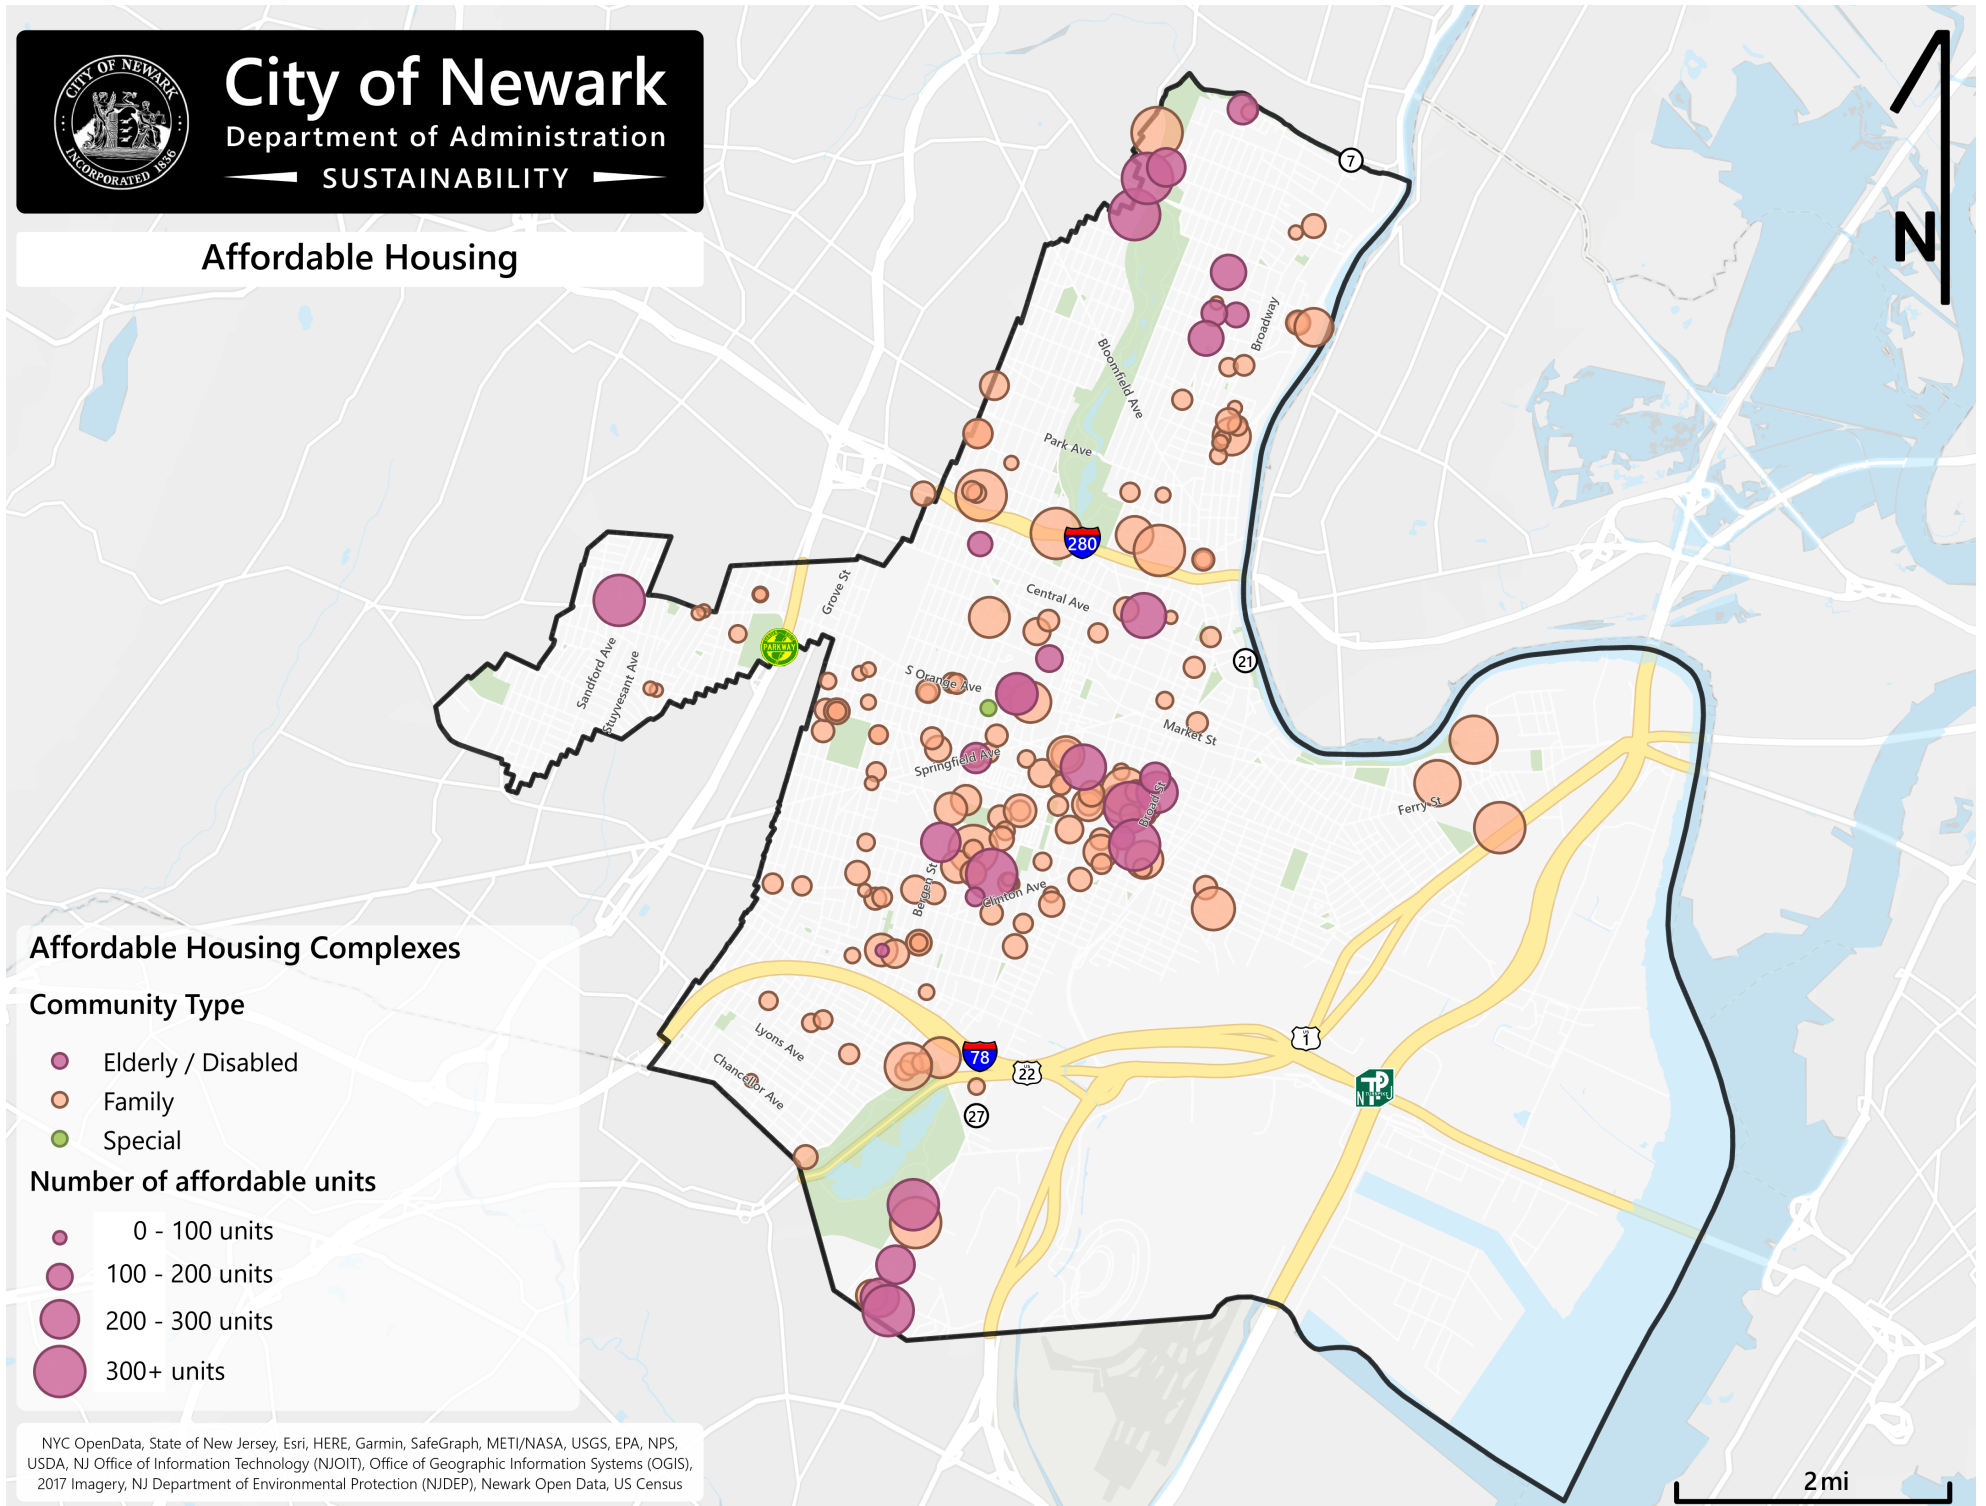 CITY OF NEWARK
INCORPORATED 1836
City of Newark
Department of Administration
SUSTAINABILITY
Affordable Housing
N
7
Broadway
Bloomfield Ave
Park Ave
280
Grove St
Central Ave
PARKWAY
Sandford Ave
Stuyvesant Ave
21
S Orange Ave
Market St
Springfield Ave
Broad St
Ferry St
Bergen St
Clinton Ave
Lyons Ave
Chancellor Ave
78
US
22
US
1
27
TP
N TURNPIKE J
Affordable Housing Complexes
Community Type
Elderly / Disabled
Family
Special
Number of affordable units
0 - 100 units
100 - 200 units
200 - 300 units
300+ units
NYC OpenData, State of New Jersey, Esri, HERE, Garmin, SafeGraph, METI/NASA, USGS, EPA, NPS,
USDA, NJ Office of Information Technology (NJOIT), Office of Geographic Information Systems (OGIS),
2017 Imagery, NJ Department of Environmental Protection (NJDEP), Newark Open Data, US Census
2 mi